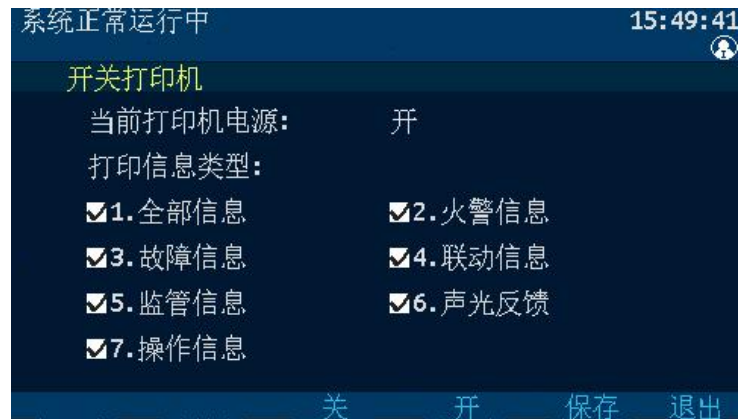 系统正常运行中 15:49:41
开关打印机
当前打印机电源: 开
打印信息类型:
1.全部信息 2.火警信息
3.故障信息 4.联动信息
5.监管信息 6.声光反馈
7.操作信息
关 开 保存 退出